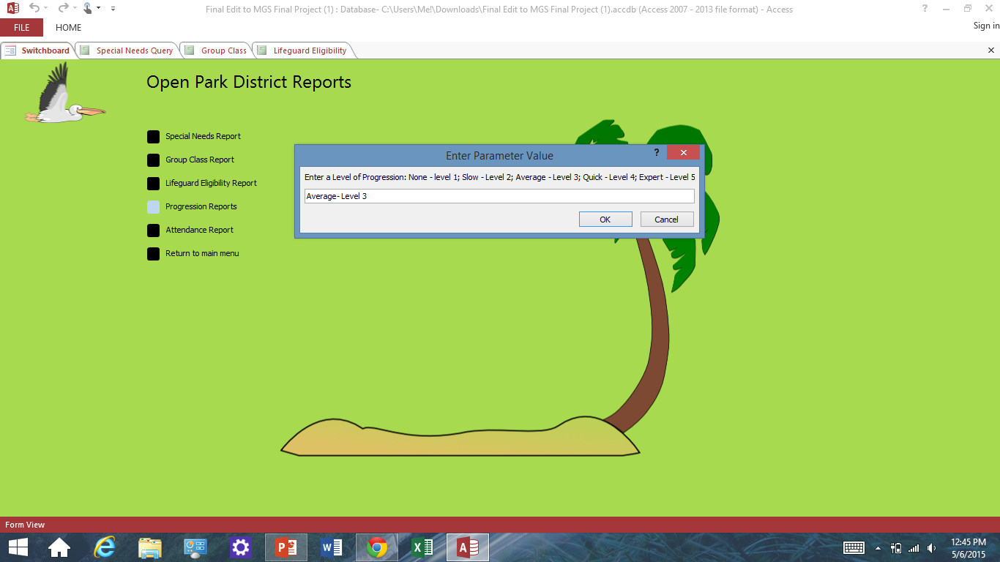 Final Edit to MGS Final Project (1) : Database- C:\Users\Me!\Downloads\Final Edit to MGS Final Project (1).accdb (Access 2007 - 2013 file format) - Access
FILE HOME Sign in
Switchboard Special Needs Query Group Class Lifeguard Eligibility
Open Park District Reports
Special Needs Report
Group Class Report
Lifeguard Eligibility Report
Progression Reports
Attendance Report
Return to main menu
Enter Parameter Value
Enter a Level of Progression: None - level 1; Slow - Level 2; Average - Level 3; Quick - Level 4; Expert - Level 5
Average- Level 3
OK Cancel
Form View
12:45 PM
5/6/2015